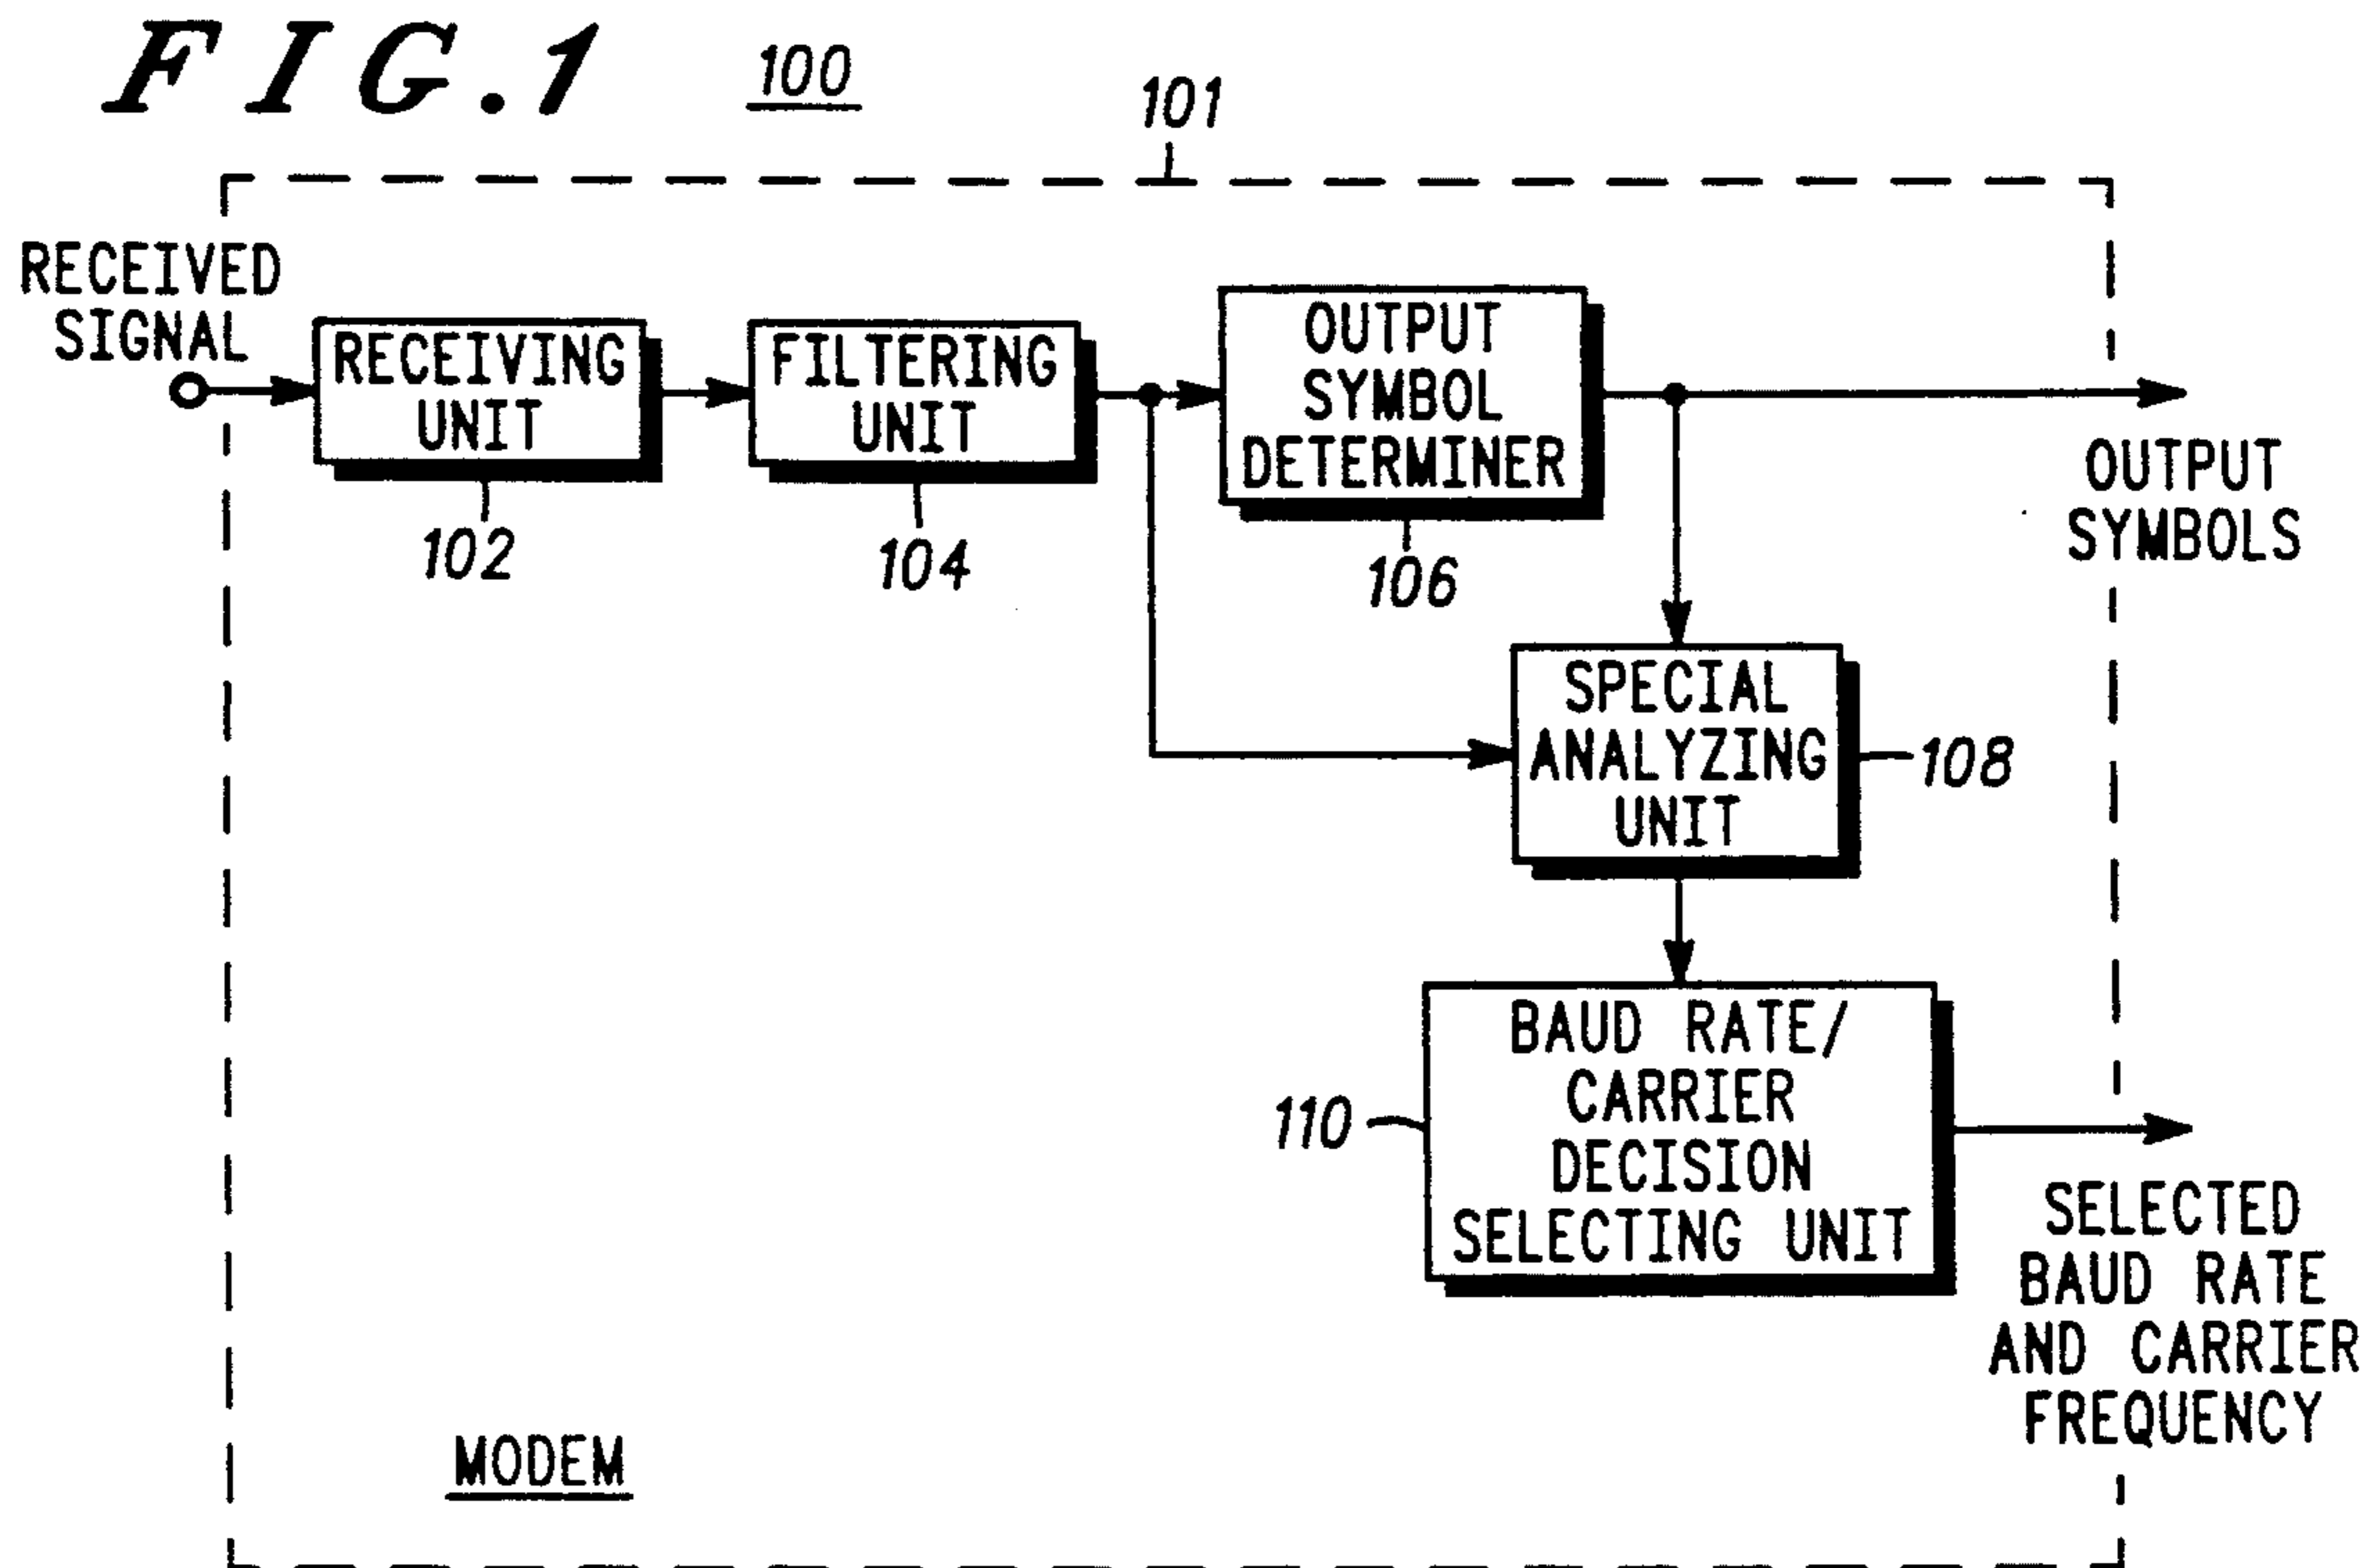 FIG.1
100
101
RECEIVED
SIGNAL
RECEIVING
UNIT
102
FILTERING
UNIT
104
OUTPUT
SYMBOL
DETERMINER
106
OUTPUT
SYMBOLS
SPECIAL
ANALYZING
UNIT
108
BAUD RATE/
CARRIER
DECISION
SELECTING UNIT
110
SELECTED
BAUD RATE
AND CARRIER
FREQUENCY
MODEM